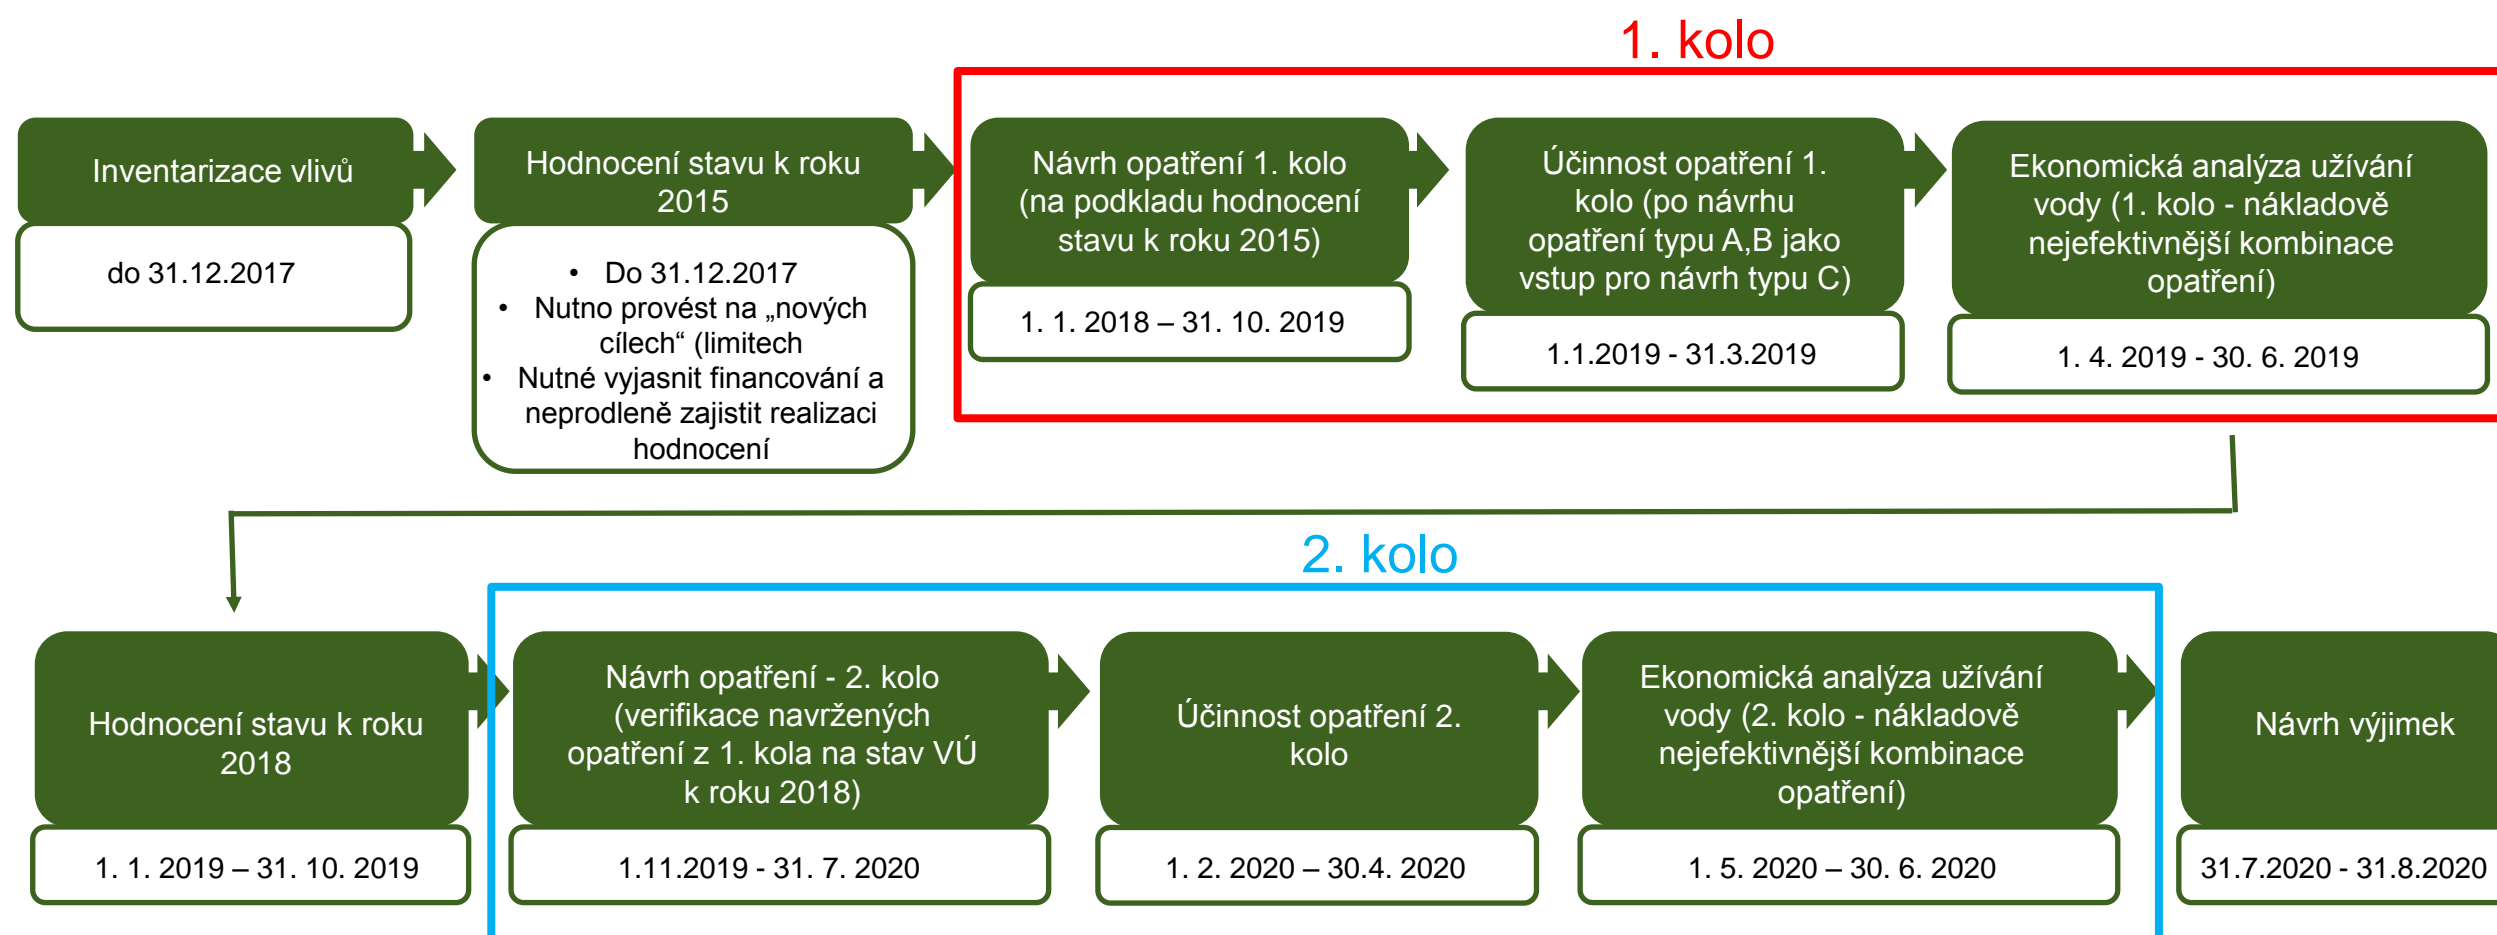 1. kolo
Inventarizace vlivů
do 31.12.2017
Hodnocení stavu k roku
2015
• Do 31.12.2017
• Nutno provést na „nových
cílech“ (limitech
• Nutné vyjasnit financování a
neprodleně zajistit realizaci
hodnocení
Návrh opatření 1. kolo
(na podkladu hodnocení
stavu k roku 2015)
1. 1. 2018 – 31. 10. 2019
Účinnost opatření 1.
kolo (po návrhu
opatření typu A,B jako
vstup pro návrh typu C)
1.1.2019 - 31.3.2019
Ekonomická analýza užívání
vody (1. kolo - nákladově
nejefektivnější kombinace
opatření)
1. 4. 2019 - 30. 6. 2019
2. kolo
Hodnocení stavu k roku
2018
1. 1. 2019 – 31. 10. 2019
Návrh opatření - 2. kolo
(verifikace navržených
opatření z 1. kola na stav VÚ
k roku 2018)
1.11.2019 - 31. 7. 2020
Účinnost opatření 2.
kolo
1. 2. 2020 – 30.4. 2020
Ekonomická analýza užívání
vody (2. kolo - nákladově
nejefektivnější kombinace
opatření)
1. 5. 2020 – 30. 6. 2020
Návrh výjimek
31.7.2020 - 31.8.2020